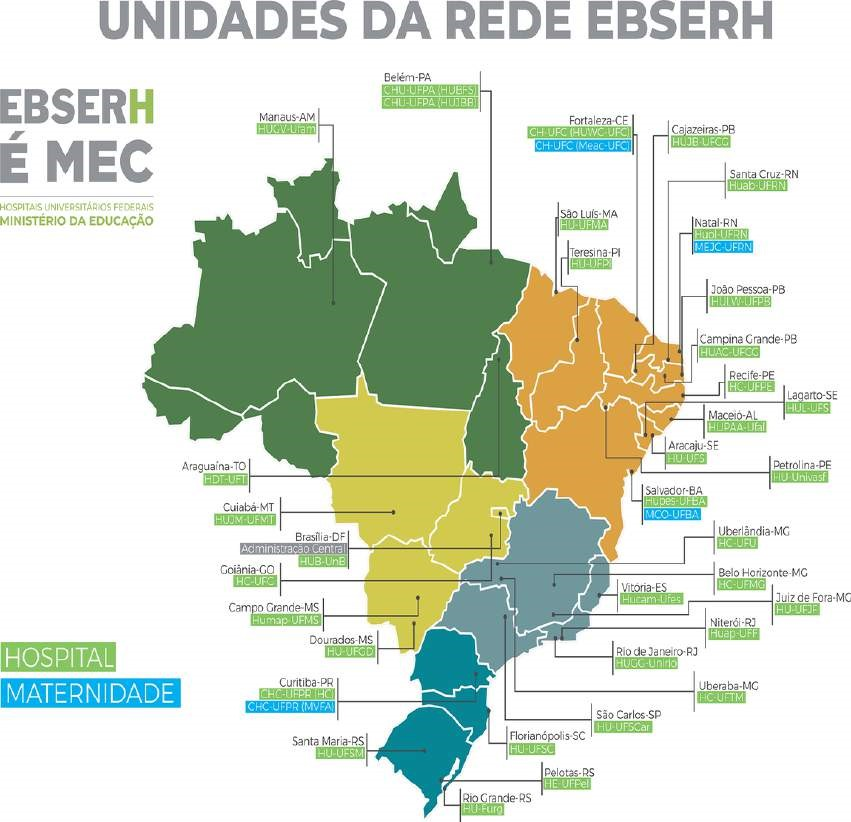 UNIDADES DA REDE EBSERH
EBSERH
É MEC
HOSPITAIS UNIVERSITÁRIOS FEDERAIS
MINISTÉRIO DA EDUCAÇÃO
Belém-PA
CHU-UFPA (HUBFS)
CHU-UFPA (HUJBB)
Manaus-AM
HUGV-Ufam
Fortaleza-CE
CH-UFC (HUWC-UFC)
CH-UFC (Meac-UFC)
Cajazeiras-PB
HUJB-UFCG
Santa Cruz-RN
Huab-UFRN
São Luís-MA
HU-UFMA
Natal-RN
Huol-UFRN
MEJC-UFRN
Teresina-PI
HU-UFPI
João Pessoa-PB
HULW-UFPB
Campina Grande-PB
HUAC-UFCG
Recife-PE
HC-UFPE
Lagarto-SE
HUL-UFS
Maceió-AL
HUPAA-Ufal
Aracaju-SE
HU-UFS
Petrolina-PE
HU-Univasf
Araguaína-TO
HDT-UFT
Salvador-BA
Hupes-UFBA
MCO-UFBA
Cuiabá-MT
HUJM-UFMT
Brasília-DF
Administração Central
HUB-UnB
Uberlândia-MG
HC-UFU
Goiânia-GO
HC-UFG
Belo Horizonte-MG
HC-UFMG
Vitória-ES
Hucam-Ufes
Juiz de Fora-MG
HU-UFJF
Campo Grande-MS
Humap-UFMS
Niterói-RJ
Huap-UFF
Dourados-MS
HU-UFGD
Rio de Janeiro-RJ
HUGG-Unirio
HOSPITAL
MATERNIDADE
Curitiba-PR
CHC-UFPR (HC)
CHC-UFPR (MVFA)
Uberaba-MG
HC-UFTM
São Carlos-SP
HU-UFSCar
Santa Maria-RS
HU-UFSM
Florianópolis-SC
HU-UFSC
Pelotas-RS
HE-UFPel
Rio Grande-RS
HU-Furg